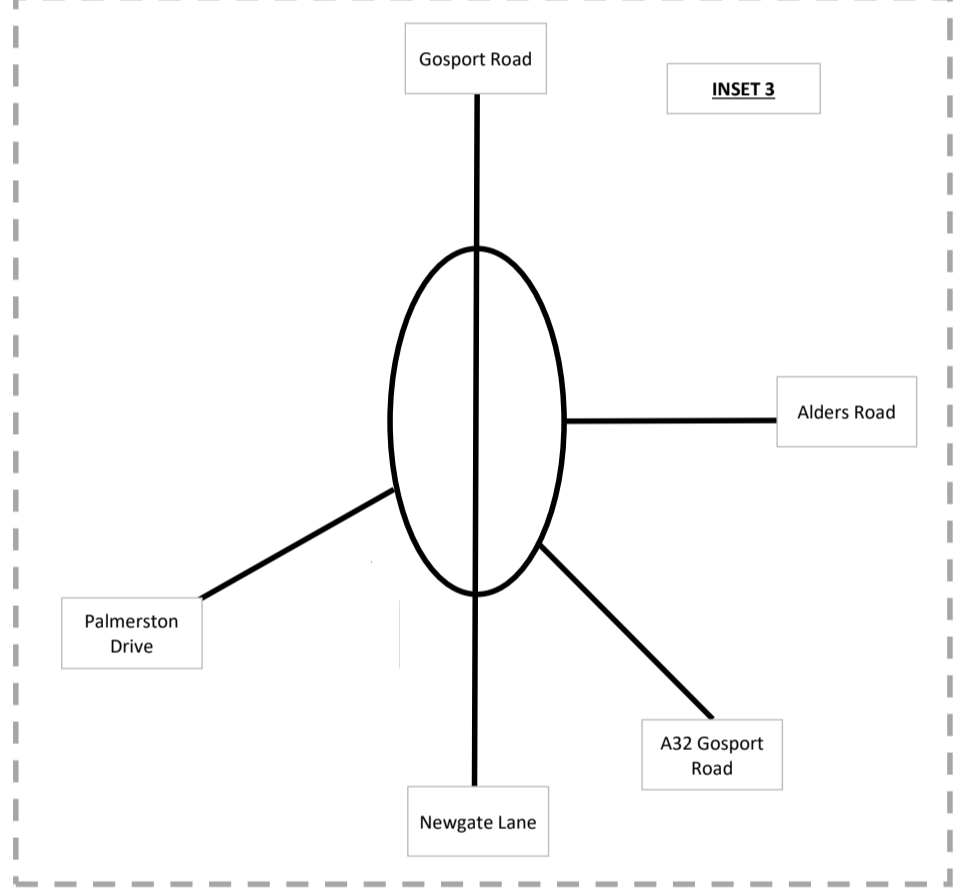 Gosport Road
INSET 3
Alders Road
Palmerston
Drive
A32 Gosport
Road
Newgate Lane